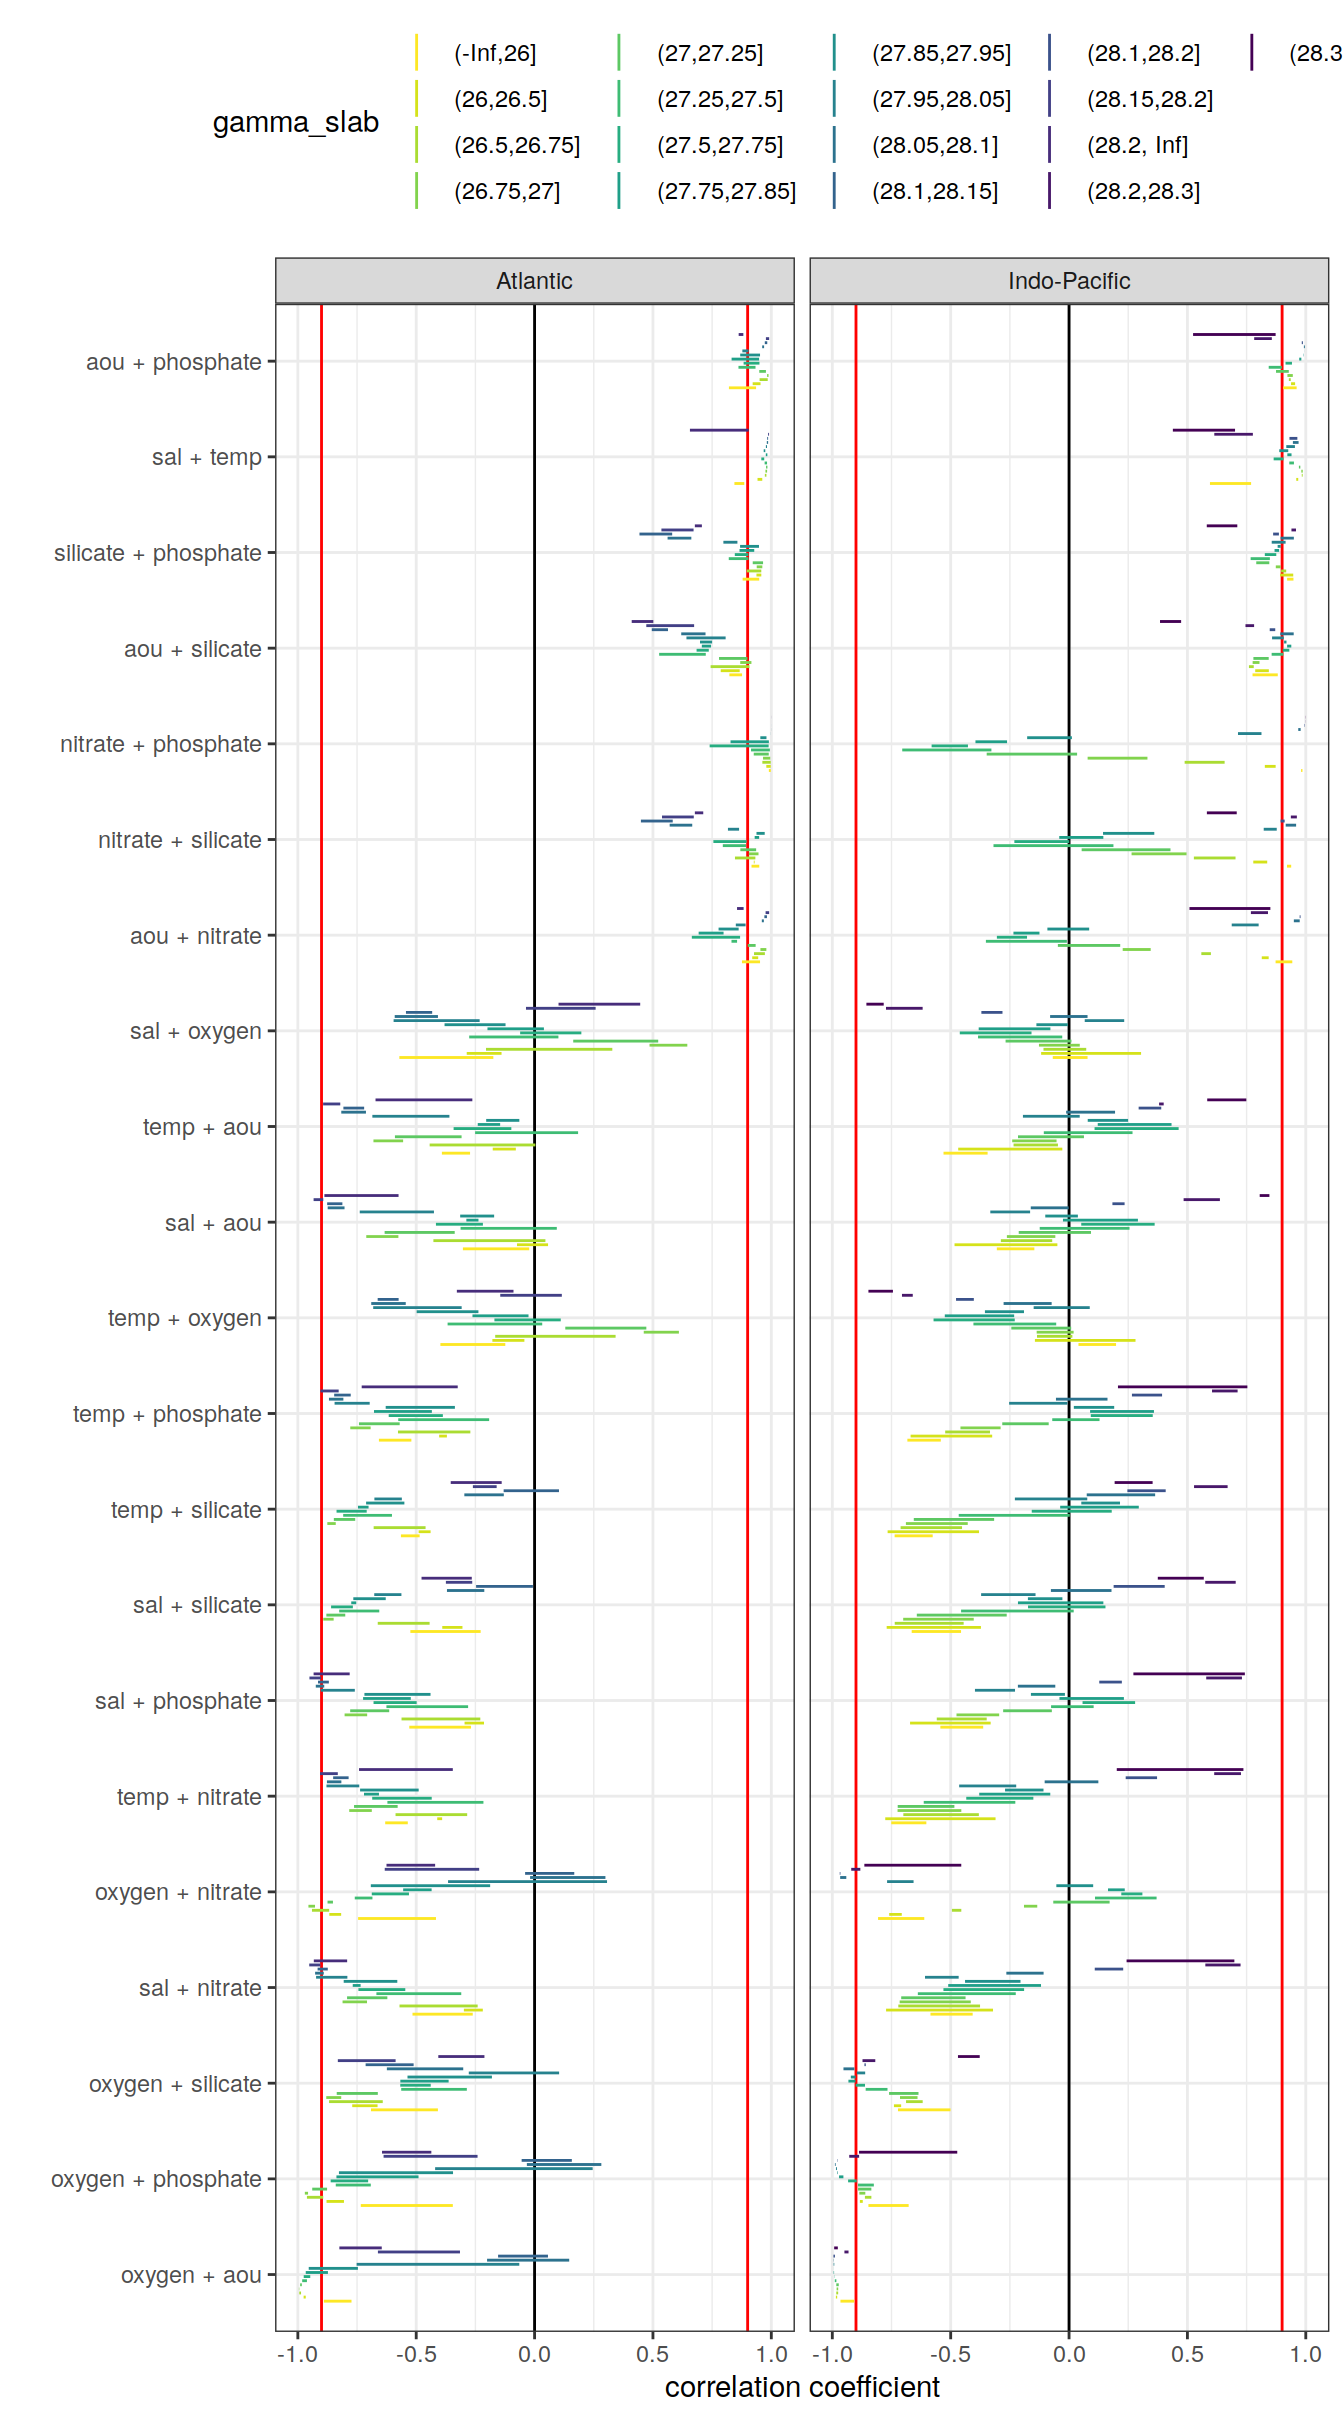 (-Inf,26] (27,27.25] (27.85,27.95] (28.1,28.2] (28.3
(26,26.5] (27.25,27.5] (27.95,28.05] (28.15,28.2]
gamma_slab
(26.5,26.75] (27.5,27.75] (28.05,28.1] (28.2, Inf]
(26.75,27] (27.75,27.85] (28.1,28.15] (28.2,28.3]
Atlantic Indo-Pacific
aou + phosphate
sal + temp
silicate + phosphate
aou + silicate
nitrate + phosphate
nitrate + silicate
aou + nitrate
sal + oxygen
temp + aou
sal + aou
temp + oxygen
temp + phosphate
temp + silicate
sal + silicate
sal + phosphate
temp + nitrate
oxygen + nitrate
sal + nitrate
oxygen + silicate
oxygen + phosphate
oxygen + aou
-1.0 -0.5 0.0 0.5 1.0 -1.0 -0.5 0.0 0.5 1.0
correlation coefficient